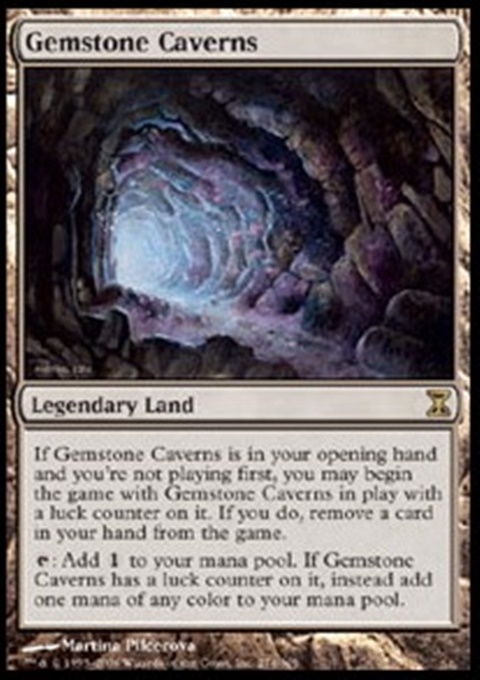 Gemstone Caverns
Legendary Land
If Gemstone Caverns is in your opening hand
and you're not playing first, you may begin
the game with Gemstone Caverns in play with
a luck counter on it. If you do, remove a card
in your hand from the game.
: Add 1 to your mana pool. If Gemstone
Caverns has a luck counter on it, instead add
one mana of any color to your mana pool.
Martina Pilcerova